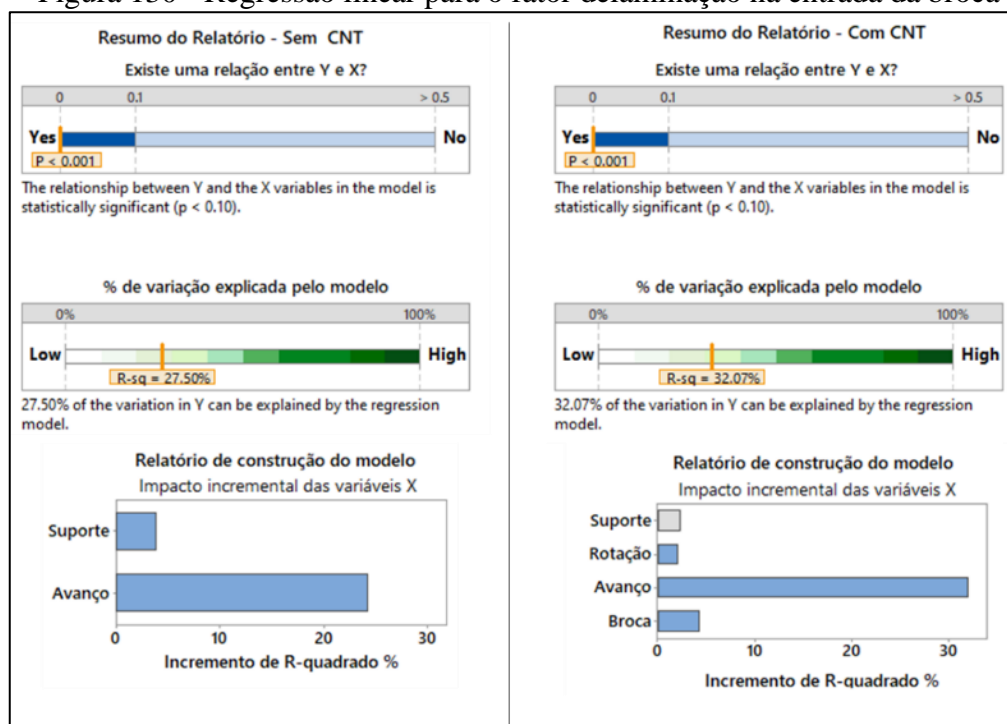 Figura 130 - Regressão linear para o fator delaminação na entrada da broca
Resumo do Relatório - Sem CNT
Existe uma relação entre Y e X?
0 0.1 > 0.5
Yes No
P < 0.001
The relationship between Y and the X variables in the model is
statistically significant (p < 0.10).
% de variação explicada pelo modelo
0% 100%
Low High
R-sq = 27.50%
27.50% of the variation in Y can be explained by the regression
model.
Relatório de construção do modelo
Impacto incremental das variáveis X
Suporte
Avanço
0 10 20 30
Incremento de R-quadrado %
Resumo do Relatório - Com CNT
Existe uma relação entre Y e X?
0 0.1 > 0.5
Yes No
P < 0.001
The relationship between Y and the X variables in the model is
statistically significant (p < 0.10).
% de variação explicada pelo modelo
0% 100%
Low High
R-sq = 32.07%
32.07% of the variation in Y can be explained by the regression
model.
Relatório de construção do modelo
Impacto incremental das variáveis X
Suporte
Rotação
Avanço
Broca
0 10 20 30
Incremento de R-quadrado %